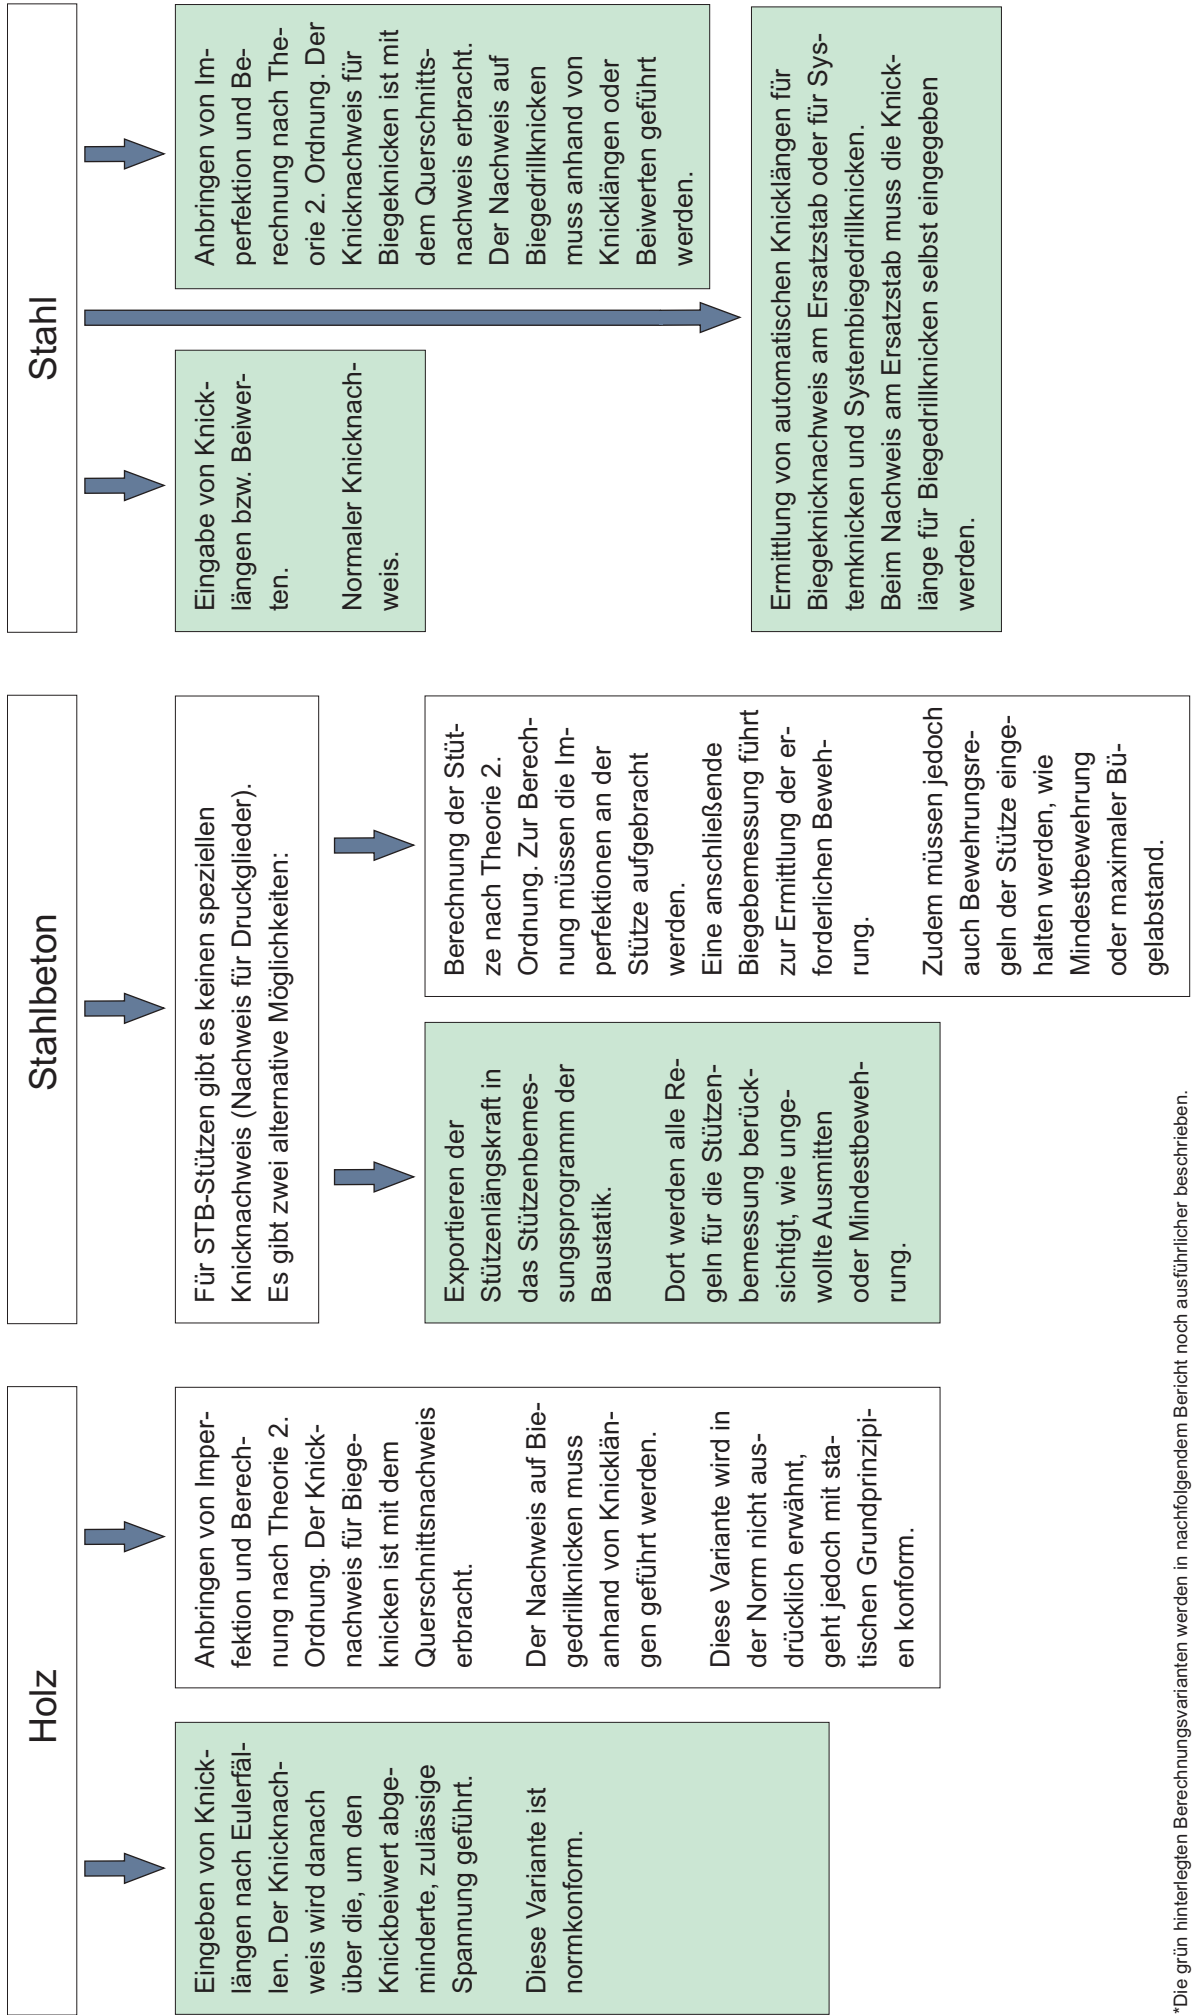 Holz
Eingeben von Knick-
längen nach Eulerfäl-
len. Der Knicknach-
weis wird danach
über die, um den
Knickbeiwert abge-
minderte, zulässige
Spannung geführt.
Diese Variante ist
normkonform.
Anbringen von Imper-
fektion und Berech-
nung nach Theorie 2.
Ordnung. Der Knick-
nachweis für Biege-
knicken ist mit dem
Querschnittsnachweis
erbracht.
Der Nachweis auf Bie-
gedrillknicken muss
anhand von Knicklän-
gen geführt werden.
Diese Variante wird in
der Norm nicht aus-
drücklich erwähnt,
geht jedoch mit sta-
tischen Grundprinzipi-
en konform.
Stahlbeton
Für STB-Stützen gibt es keinen speziellen
Knicknachweis (Nachweis für Druckglieder).
Es gibt zwei alternative Möglichkeiten:
Exportieren der
Stützenlängskraft in
das Stützenbemes-
sungsprogramm der
Baustatik.
Dort werden alle Re-
geln für die Stützen-
bemessung berück-
sichtigt, wie unge-
wollte Ausmitten
oder Mindestbeweh-
rung.
Berechnung der Stüt-
ze nach Theorie 2.
Ordnung. Zur Berech-
nung müssen die Im-
perfektionen an der
Stütze aufgebracht
werden.
Eine anschließende
Biegebemessung führt
zur Ermittlung der er-
forderlichen Beweh-
rung.
Zudem müssen jedoch
auch Bewehrungsre-
geln der Stütze einge-
halten werden, wie
Mindestbewehrung
oder maximaler Bü-
gelabstand.
Stahl
Eingabe von Knick-
längen bzw. Beiwer-
ten.
Normaler Knicknach-
weis.
Anbringen von Im-
perfektion und Be-
rechnung nach The-
orie 2. Ordnung. Der
Knicknachweis für
Biegeknicken ist mit
dem Querschnitts-
nachweis erbracht.
Der Nachweis auf
Biegedrillknicken
muss anhand von
Knicklängen oder
Beiwerten geführt
werden.
Ermittlung von automatischen Knicklängen für
Biegeknicknachweis am Ersatzstab oder für Sys-
temknicken und Systembiegedrillknicken.
Beim Nachweis am Ersatzstab muss die Knick-
länge für Biegedrillknicken selbst eingegeben
werden.
*Die grün hinterlegten Berechnungsvarianten werden in nachfolgendem Bericht noch ausführlicher beschrieben.